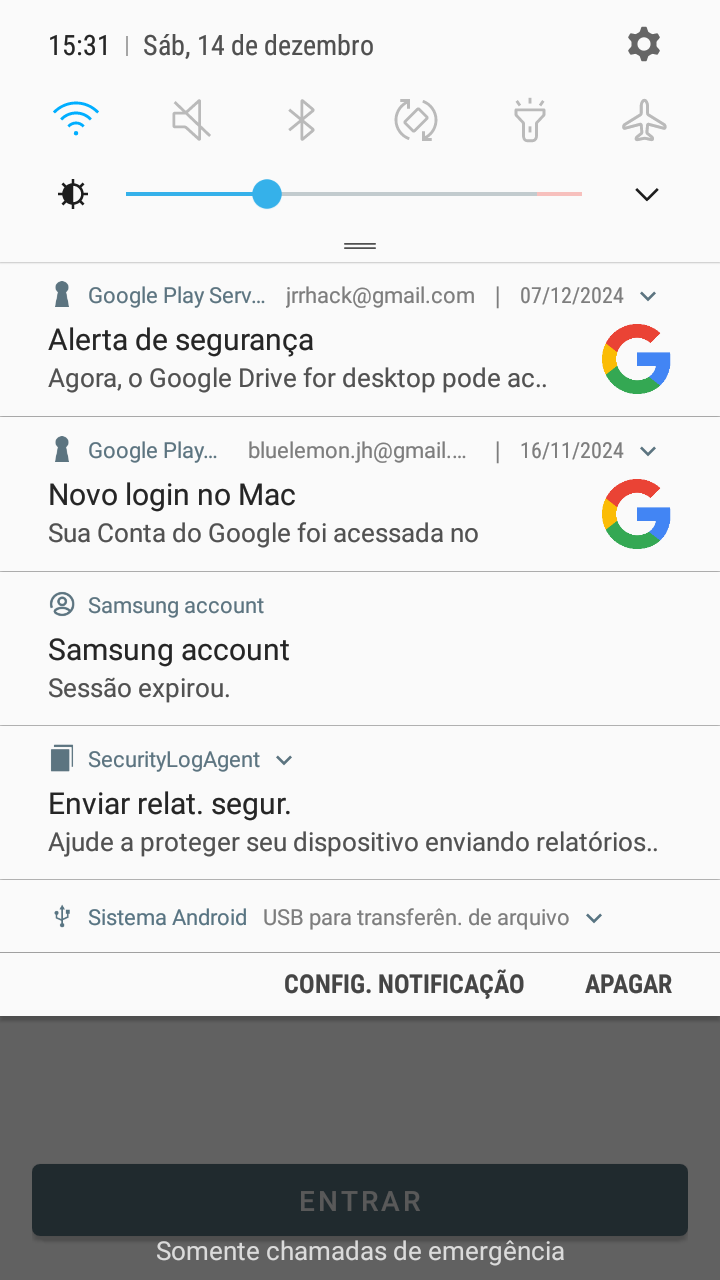 15:31 | Sáb, 14 de dezembro
Google Play Serv... jrrhack@gmail.com | 07/12/2024
Alerta de segurança
Agora, o Google Drive for desktop pode ac..
Google Play... bluelemon.jh@gmail.... | 16/11/2024
Novo login no Mac
Sua Conta do Google foi acessada no
Samsung account
Samsung account
Sessão expirou.
SecurityLogAgent
Enviar relat. segur.
Ajude a proteger seu dispositivo enviando relatórios..
Sistema Android USB para transferên. de arquivo
CONFIG. NOTIFICAÇÃO APAGAR
ENTRAR
Somente chamadas de emergência